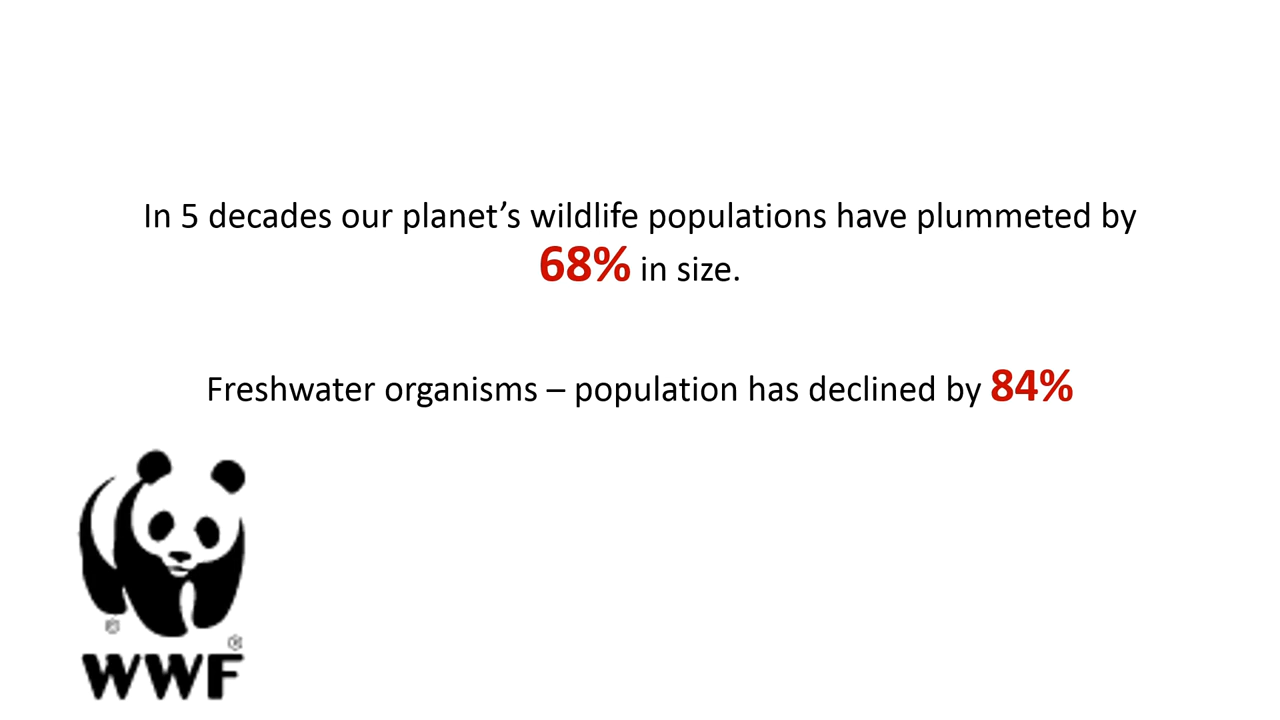 In 5 decades our planet’s wildlife populations have plummeted by
68% in size.
Freshwater organisms – population has declined by 84%
WWF